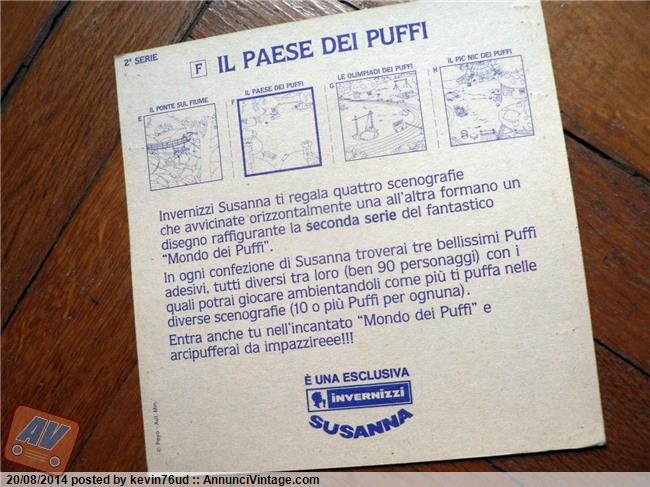 2ª SERIE
F IL PAESE DEI PUFFI
E IL PONTE SUL FIUME
F IL PAESE DEI PUFFI
G LE OLIMPIADI DEI PUFFI
H IL PIC NIC DEI PUFFI
Invernizzi Susanna ti regala quattro scenografie
che avvicinate orizzontalmente una all'altra formano un
disegno raffigurante la seconda serie del fantastico
"Mondo dei Puffi".
In ogni confezione di Susanna troverai tre bellissimi Puffi
adesivi, tutti diversi tra loro (ben 90 personaggi) con i
quali potrai giocare ambientandoli come più ti puffa nelle
diverse scenografie (10 o più Puffi per ognuna).
Entra anche tu nell'incantato "Mondo dei Puffi" e
arcipufferai da impazzireee!!!
È UNA ESCLUSIVA
INVERNIZZI
SUSANNA
© Peyo - Aut. Min.
AV
20/08/2014 posted by kevin76ud :: AnnunciVintage.com